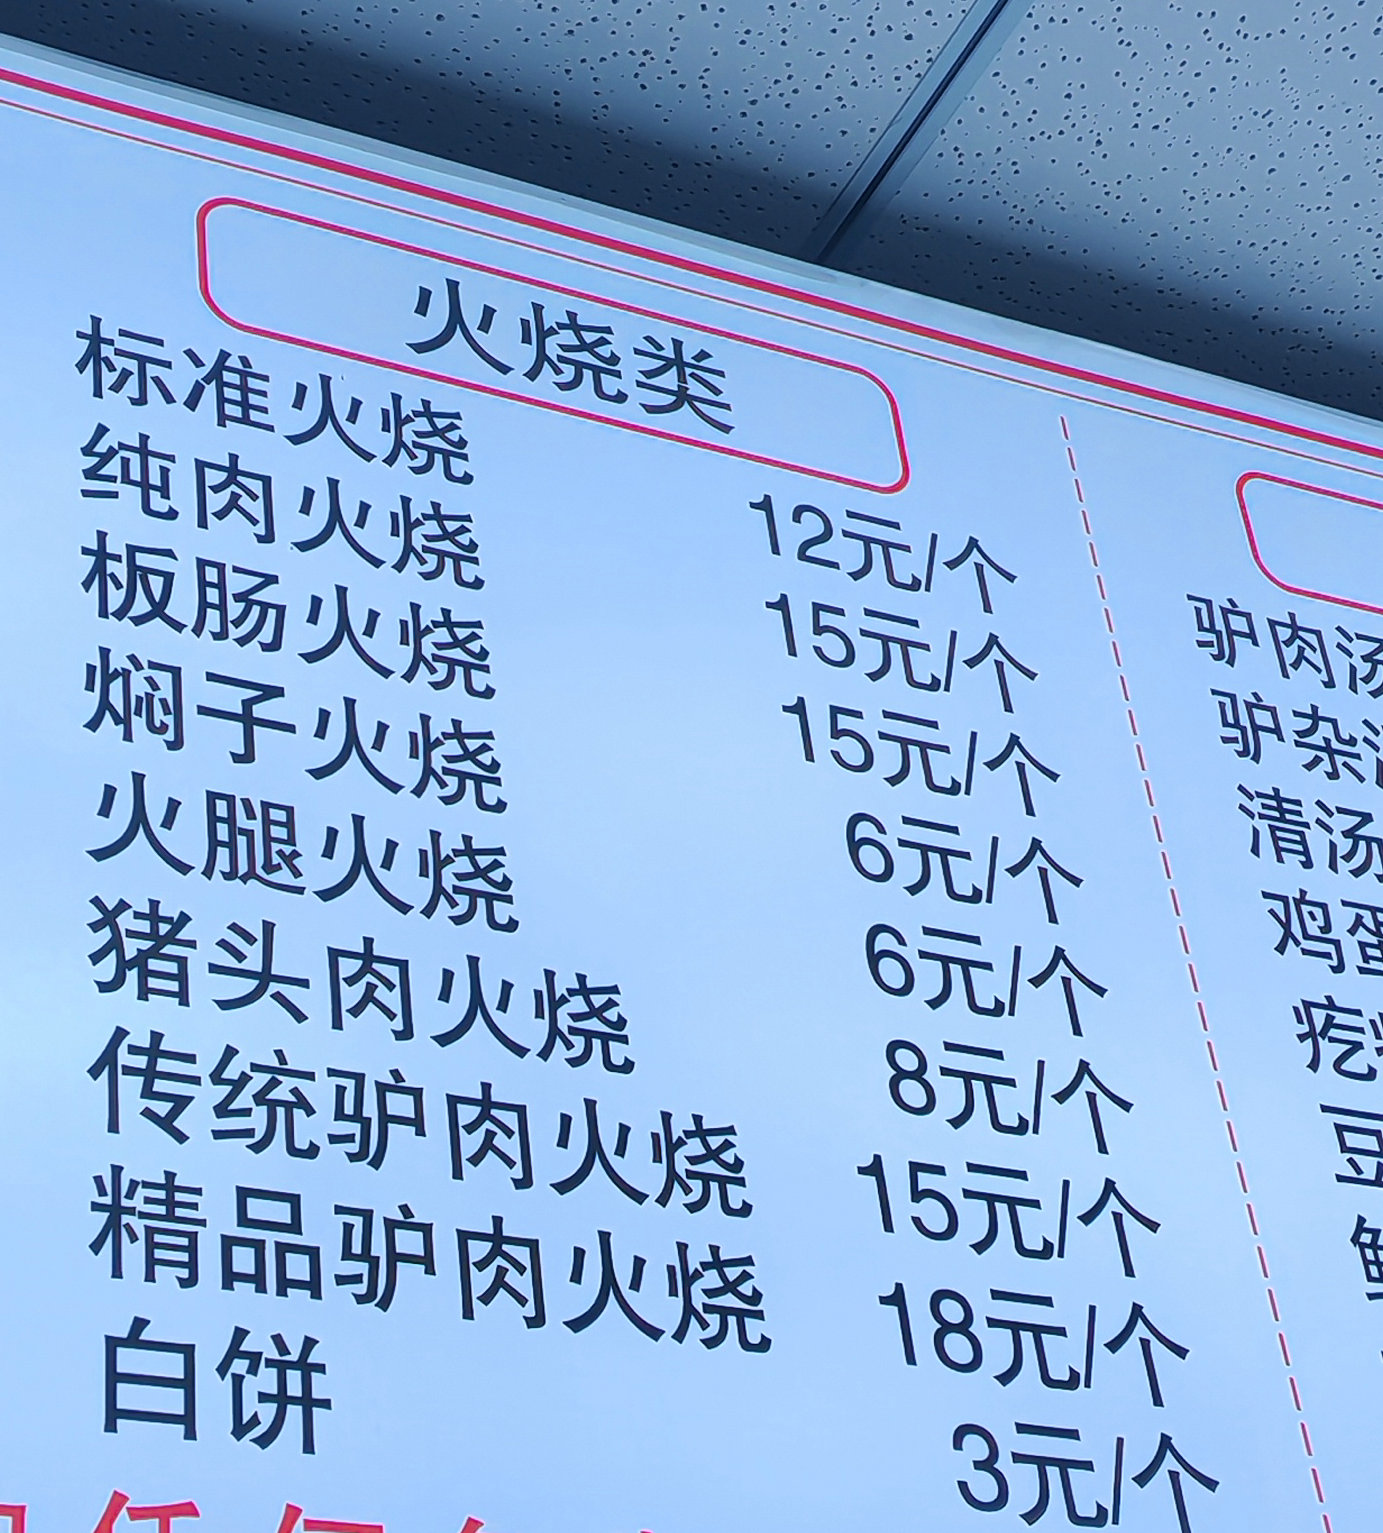 火烧类
标准火烧 12元/个
纯肉火烧 15元/个
板肠火烧 15元/个
焖子火烧 6元/个
火腿火烧 6元/个
猪头肉火烧 8元/个
传统驴肉火烧 15元/个
精品驴肉火烧 18元/个
白饼 3元/个
驴肉汤
驴杂
清汤
鸡蛋
疙
豆